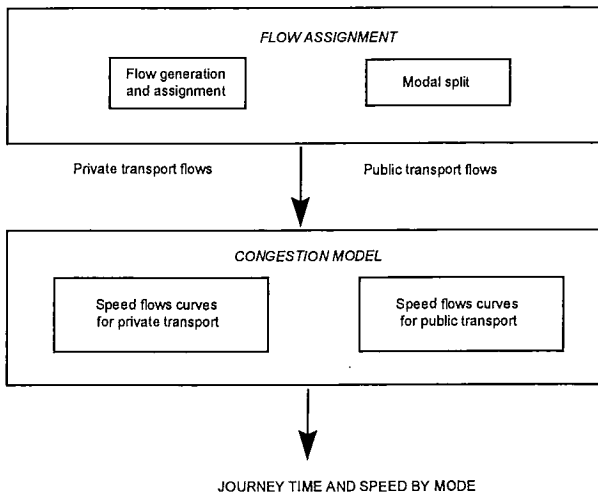 FLOW ASSIGNMENT
Flow generation
and assignment
Modal split
Private transport flows
Public transport flows
CONGESTION MODEL
Speed flows curves
for private transport
Speed flows curves
for public transport
JOURNEY TIME AND SPEED BY MODE